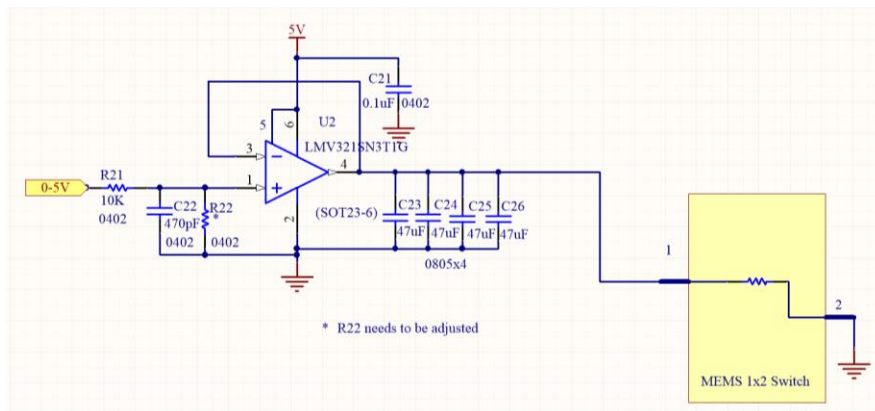 5V
C21
0.1uF 0402
5
6
U2
LMV321SN3T1G
3
4
0-5V
R21
10K
0402
1
C22
470pF
0402
R22
*
0402
2
(SOT23-6)
C23
47uF
C24
47uF
C25
47uF
C26
47uF
0805x4
1
2
MEMS 1x2 Switch
* R22 needs to be adjusted